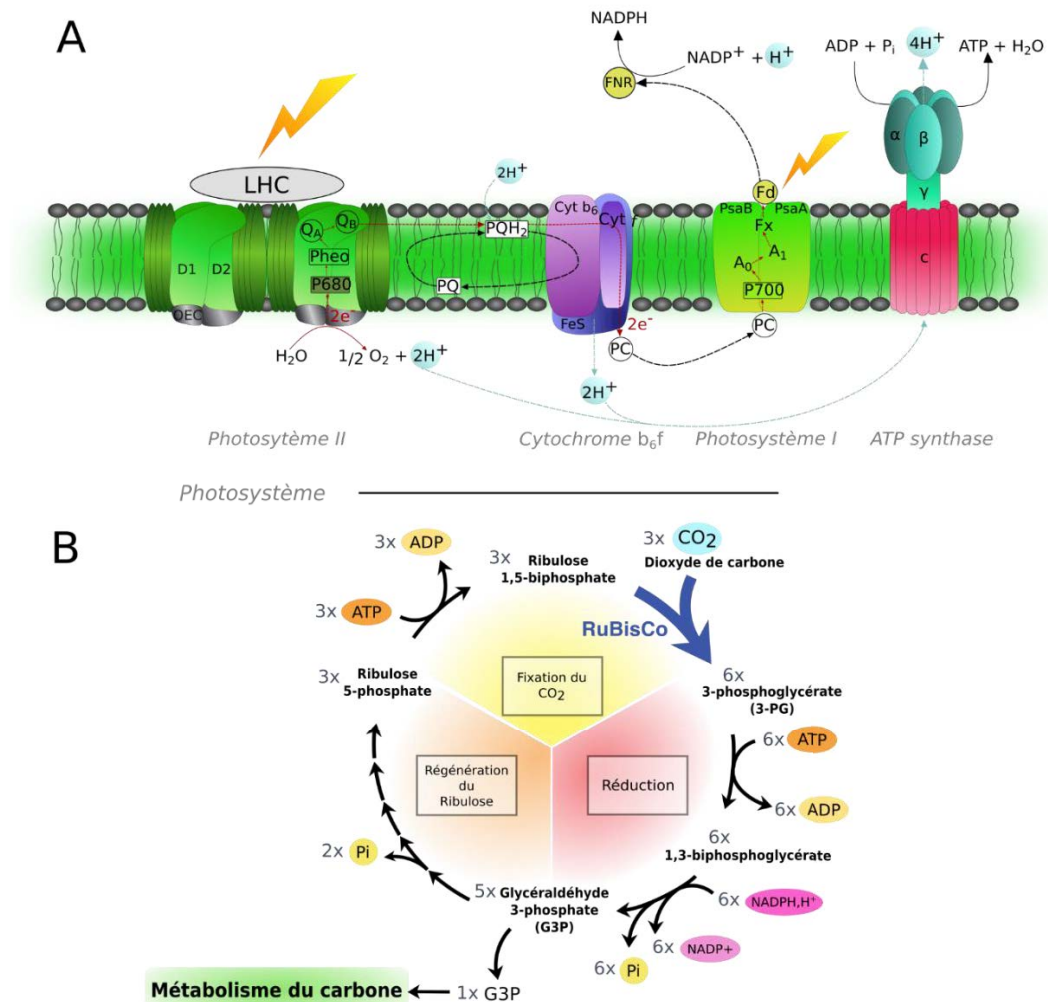 A
NADPH
NADP+ + H+
FNR
ADP + Pi
4H+
ATP + H2O
α
β
γ
c
LHC
2H+
Cyt b6
Cyt f
Fd
PsaB
PsaA
Fx
A1
A0
P700
QA
QB
PQH2
Pheo
D1
D2
PQ
P680
OEC
2e-
FeS
2e-
PC
PC
H2O
1/2 O2 + 2H+
2H+
Photosytème II
Cytochrome b6f
Photosystème I
ATP synthase
Photosystème
B
3x ADP
3x Ribulose
1,5-biphosphate
3x CO2
Dioxyde de carbone
3x ATP
RuBisCo
3x Ribulose
5-phosphate
Fixation du
CO2
6x
3-phosphoglycérate
(3-PG)
6x ATP
Régénération
du
Ribulose
Réduction
6x ADP
2x Pi
6x
1,3-biphosphoglycérate
5x Glycéraldéhyde
3-phosphate
(G3P)
6x NADPH,H+
6x NADP+
6x Pi
Métabolisme du carbone
1x G3P